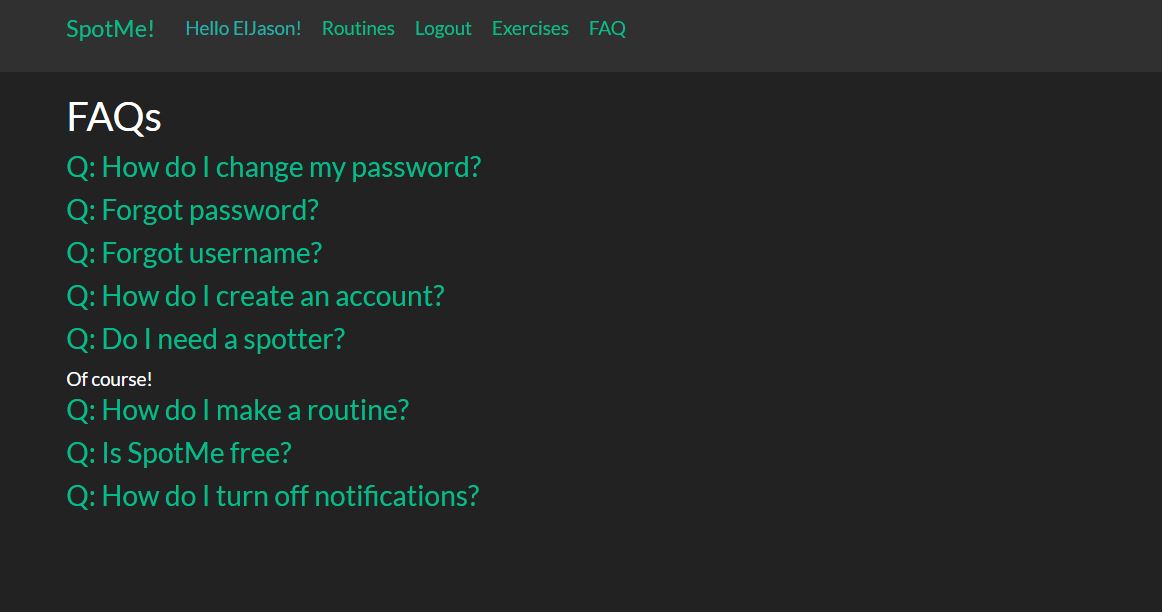 SpotMe! Hello ElJason! Routines Logout Exercises FAQ
FAQs
Q: How do I change my password?
Q: Forgot password?
Q: Forgot username?
Q: How do I create an account?
Q: Do I need a spotter?
Of course!
Q: How do I make a routine?
Q: Is SpotMe free?
Q: How do I turn off notifications?